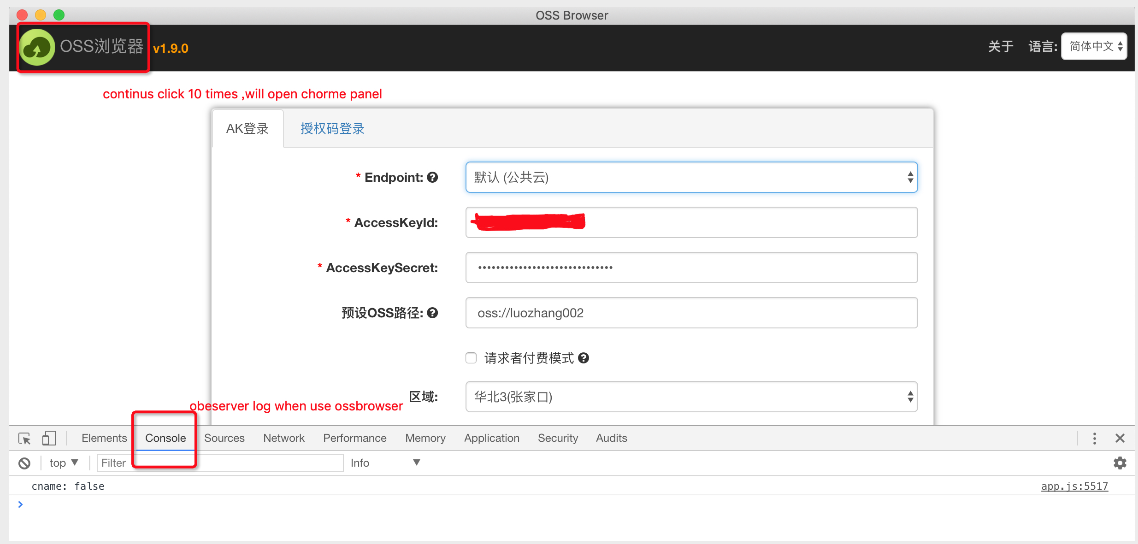 OSS Browser
OSS浏览器 v1.9.0 关于 语言: 简体中文
continus click 10 times ,will open chorme panel
AK登录 授权码登录
* Endpoint: 默认 (公共云)
* AccessKeyId:
* AccessKeySecret: ••••••••••••••••••••••••••••••
预设OSS路径: oss://luozhang002
请求者付费模式
区域: 华北3(张家口)
obeserver log when use ossbrowser
Elements Console Sources Network Performance Memory Application Security Audits
top Filter Info
cname: false app.js:5517